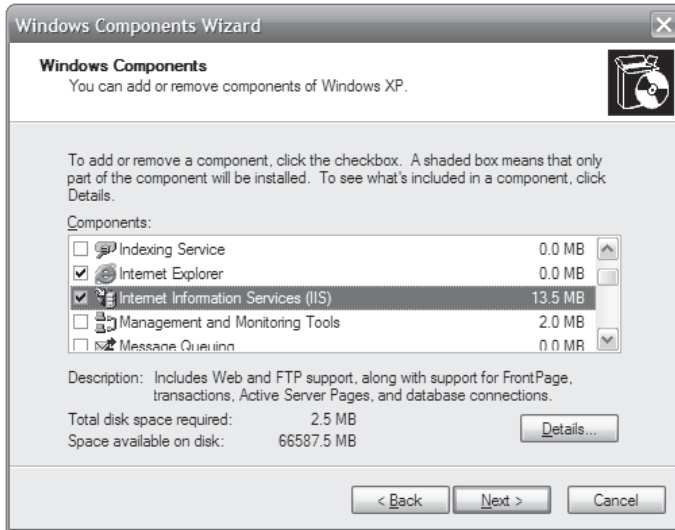 Windows Components Wizard
Windows Components
You can add or remove components of Windows XP.
To add or remove a component, click the checkbox. A shaded box means that only
part of the component will be installed. To see what's included in a component, click
Details.
Components:
Indexing Service 0.0 MB
Internet Explorer 0.0 MB
Internet Information Services (IIS) 13.5 MB
Management and Monitoring Tools 2.0 MB
Message Queuing 0.0 MB
Description: Includes Web and FTP support, along with support for FrontPage,
transactions, Active Server Pages, and database connections.
Total disk space required: 2.5 MB
Space available on disk: 66587.5 MB
Details...
< Back Next > Cancel